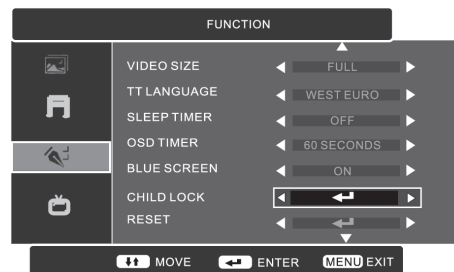 FUNCTION
VIDEO SIZE FULL
TT LANGUAGE WEST EURO
SLEEP TIMER OFF
OSD TIMER 60 SECONDS
BLUE SCREEN ON
CHILD LOCK
RESET
MOVE ENTER MENU EXIT